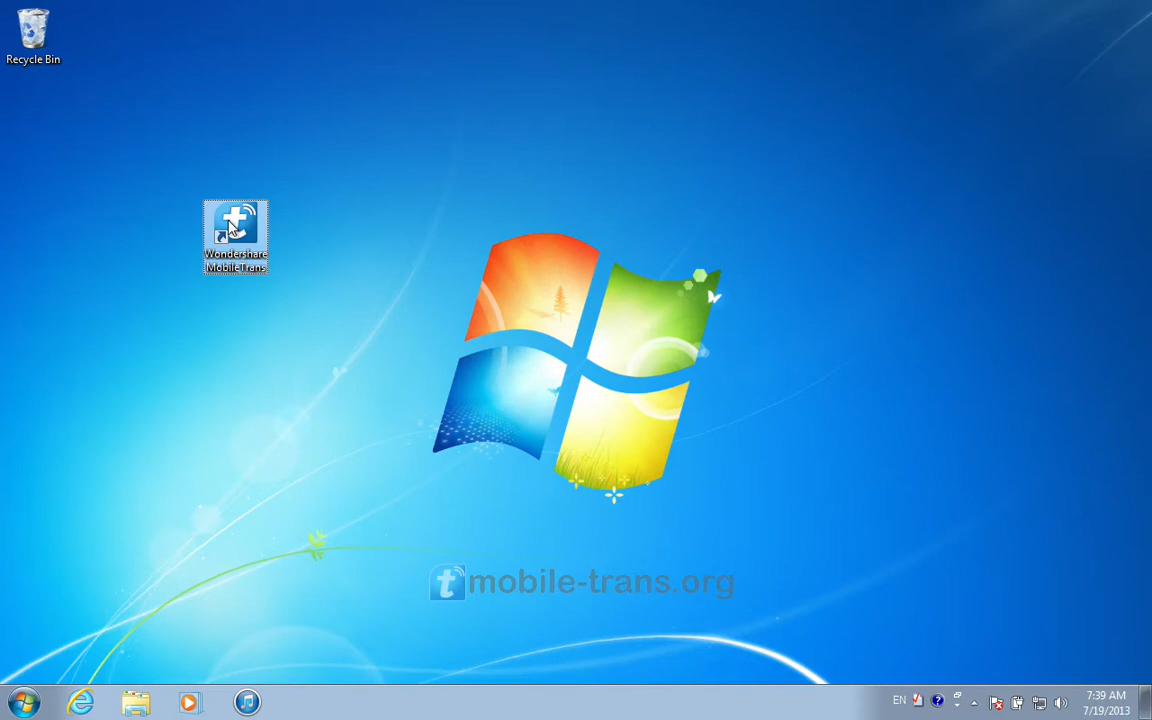 Recycle Bin
Wondershare
MobileTrans
mobile-trans.org
EN
7:39 AM
7/19/2013